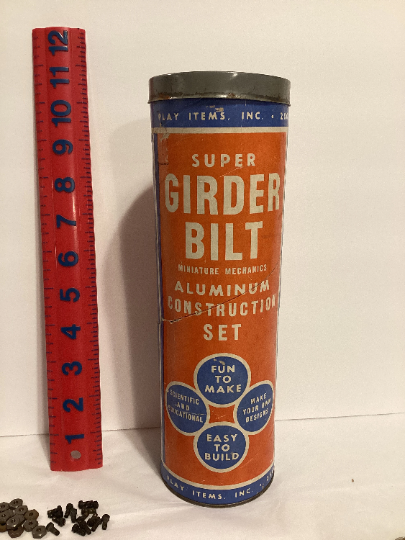 12
11
10
9
8
7
6
5
4
3
2
1
PLAY ITEMS, INC.
SUPER
GIRDER
BILT
MINIATURE MECHANICS
ALUMINUM
CONSTRUCTION
SET
FUN
TO
MAKE
SCIENTIFIC
AND
EDUCATIONAL
MAKE
YOUR OWN
DESIGNS
EASY
TO
BUILD
PLAY ITEMS, INC.